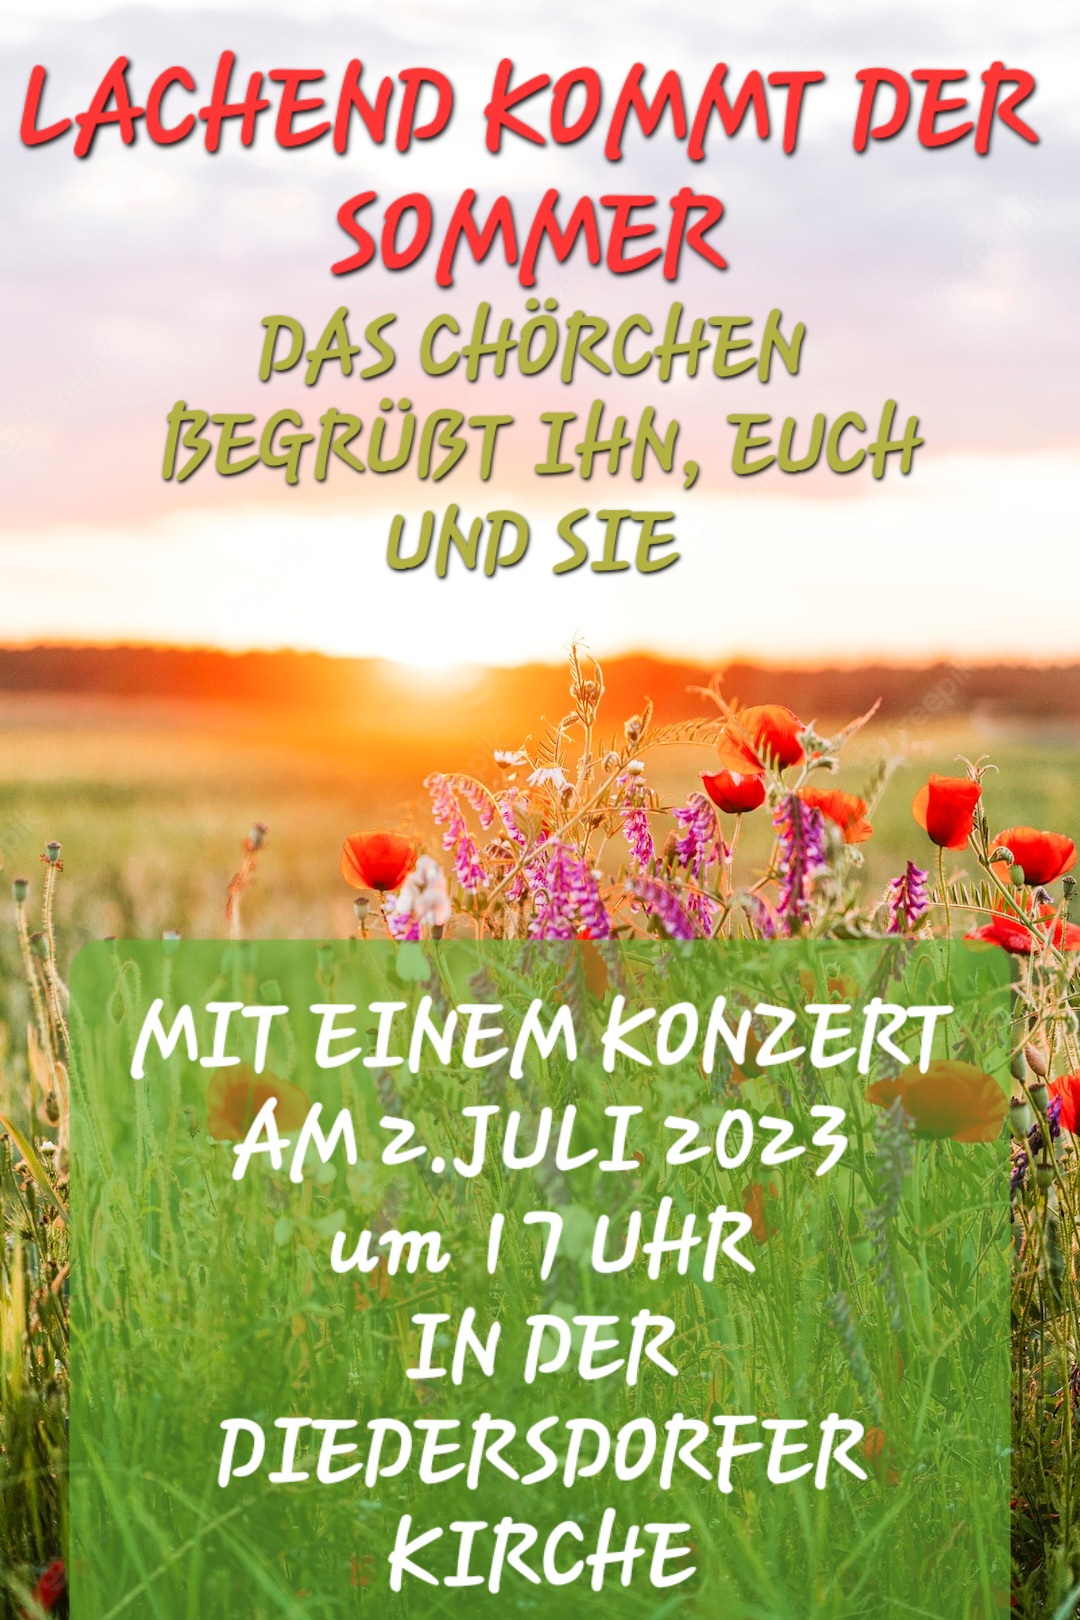 LACHEND KOMMT DER
SOMMER
DAS CHÖRCHEN
BEGRÜßT IHN, EUCH
UND SIE
MIT EINEM KONZERT
AM 2.JULI 2023
um 17 UHR
IN DER
DIEDERSDORFER
KIRCHE